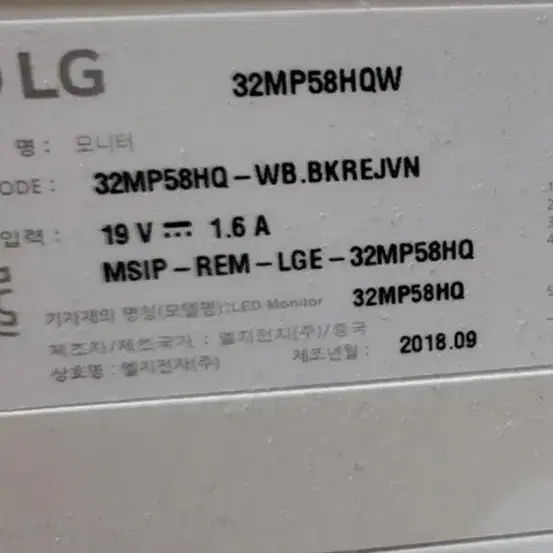 LG
32MP58HQW
명 : 모니터
ODE : 32MP58HQ-WB.BKREJVN
입력 : 19 V ⎓ 1.6 A
MSIP-REM-LGE-32MP58HQ
기자재의 명칭(모델명):LED Monitor 32MP58HQ
제조자/제조국가 : 엘지전자(주)/중국
제조년월 : 2018.09
상호명 : 엘지전자(주)